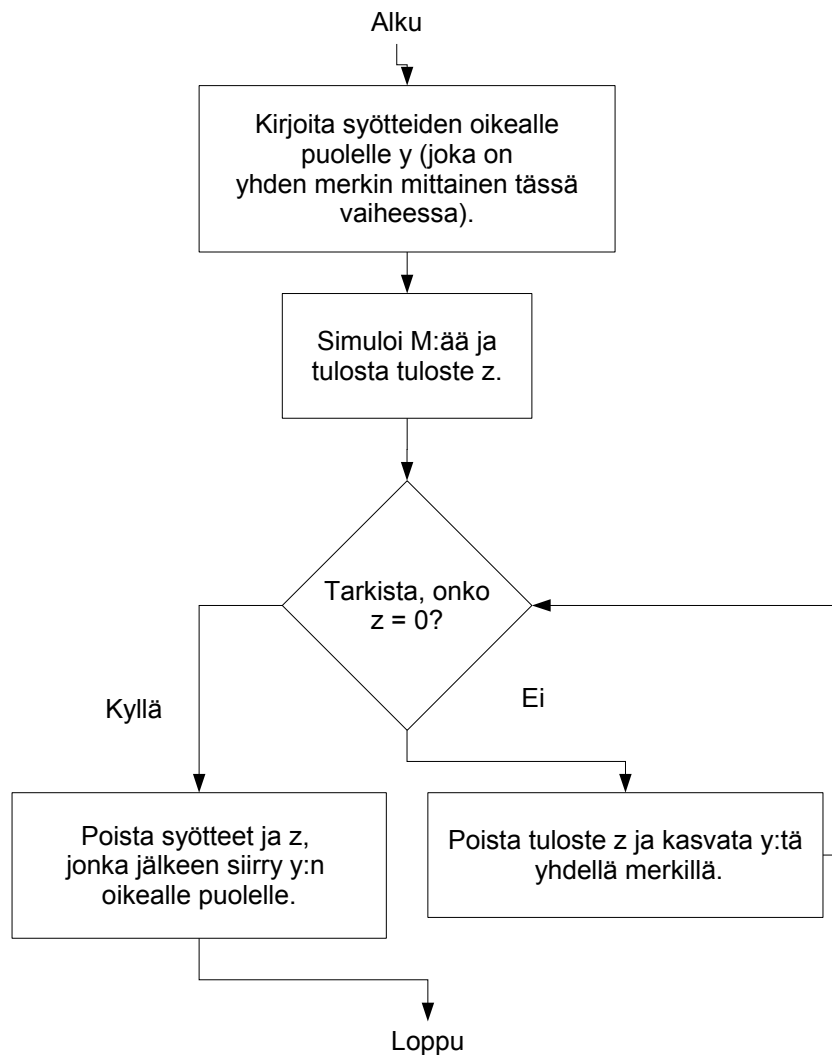 Alku
Kirjoita syötteiden oikealle
puolelle y (joka on
yhden merkin mittainen tässä
vaiheessa).
Simuloi M:ää ja
tulosta tuloste z.
Tarkista, onko
z = 0?
Kyllä
Ei
Poista syötteet ja z,
jonka jälkeen siirry y:n
oikealle puolelle.
Poista tuloste z ja kasvata y:tä
yhdellä merkillä.
Loppu